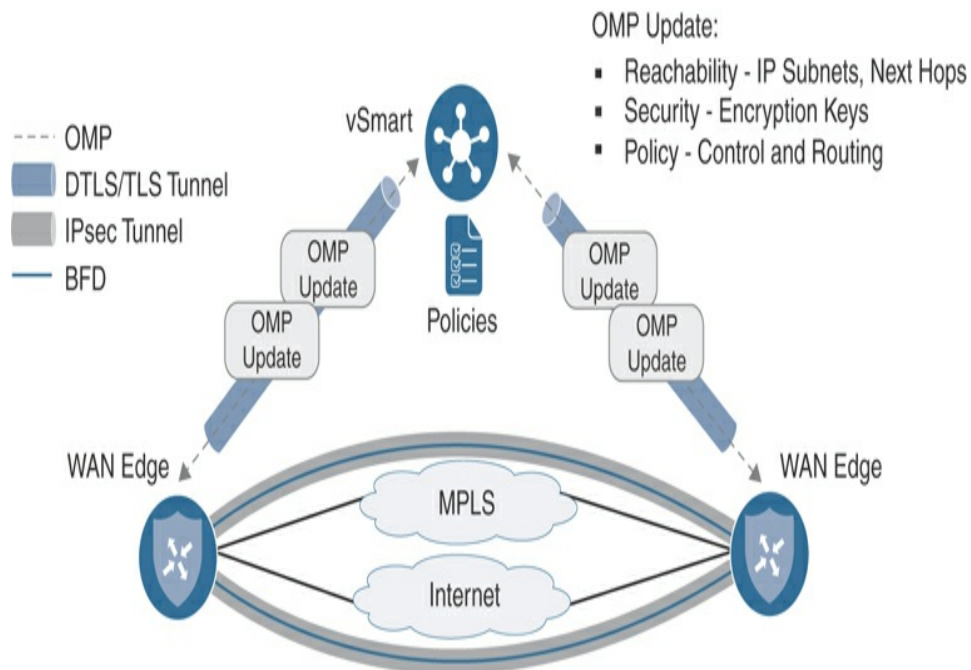 OMP Update:
▪ Reachability - IP Subnets, Next Hops
▪ Security - Encryption Keys
▪ Policy - Control and Routing
vSmart
OMP
DTLS/TLS Tunnel
IPsec Tunnel
BFD
OMP
Update
OMP
Update
Policies
OMP
Update
OMP
Update
WAN Edge
WAN Edge
MPLS
Internet